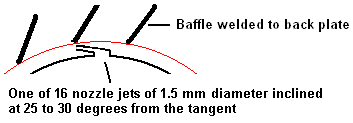 Baffle welded to back plate
One of 16 nozzle jets of 1.5 mm diameter inclined
at 25 to 30 degrees from the tangent